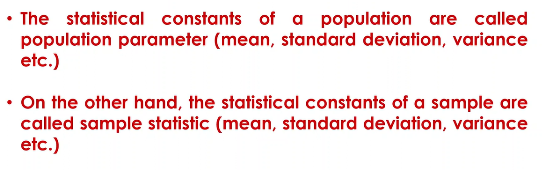 • The statistical constants of a population are called
population parameter (mean, standard deviation, variance
etc.)
• On the other hand, the statistical constants of a sample are
called sample statistic (mean, standard deviation, variance
etc.)